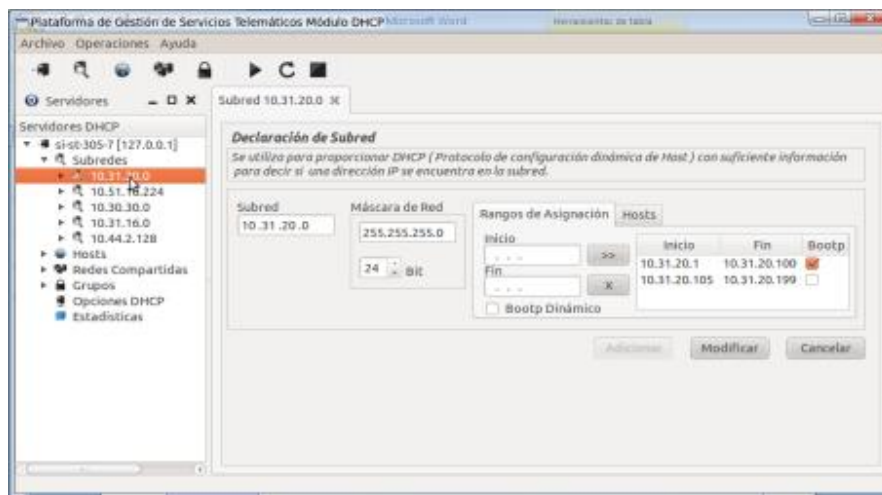 Plataforma de Gestión de Servicios Telemáticos Módulo DHCP Microsoft Word Herramientas de tabla
Archivo Operaciones Ayuda
Servidores
Subred 10.31.20.0
Servidores DHCP
si-st-305-7 [127.0.0.1]
Subredes
10.31.20.0
10.51.16.224
10.30.30.0
10.31.16.0
10.44.2.128
Hosts
Redes Compartidas
Grupos
Opciones DHCP
Estadísticas
Declaración de Subred
Se utiliza para proporcionar DHCP ( Protocolo de configuración dinámica de Host ) con suficiente información
para decir si una dirección IP se encuentra en la subred.
Subred
10 .31 .20 .0
Máscara de Red
255.255.255.0
24 Bit
Rangos de Asignación Hosts
Inicio
. . .
>>
Fin
. . .
X
Bootp Dinámico
Inicio Fin Bootp
10.31.20.1 10.31.20.100
10.31.20.105 10.31.20.199
Adicionar Modificar Cancelar